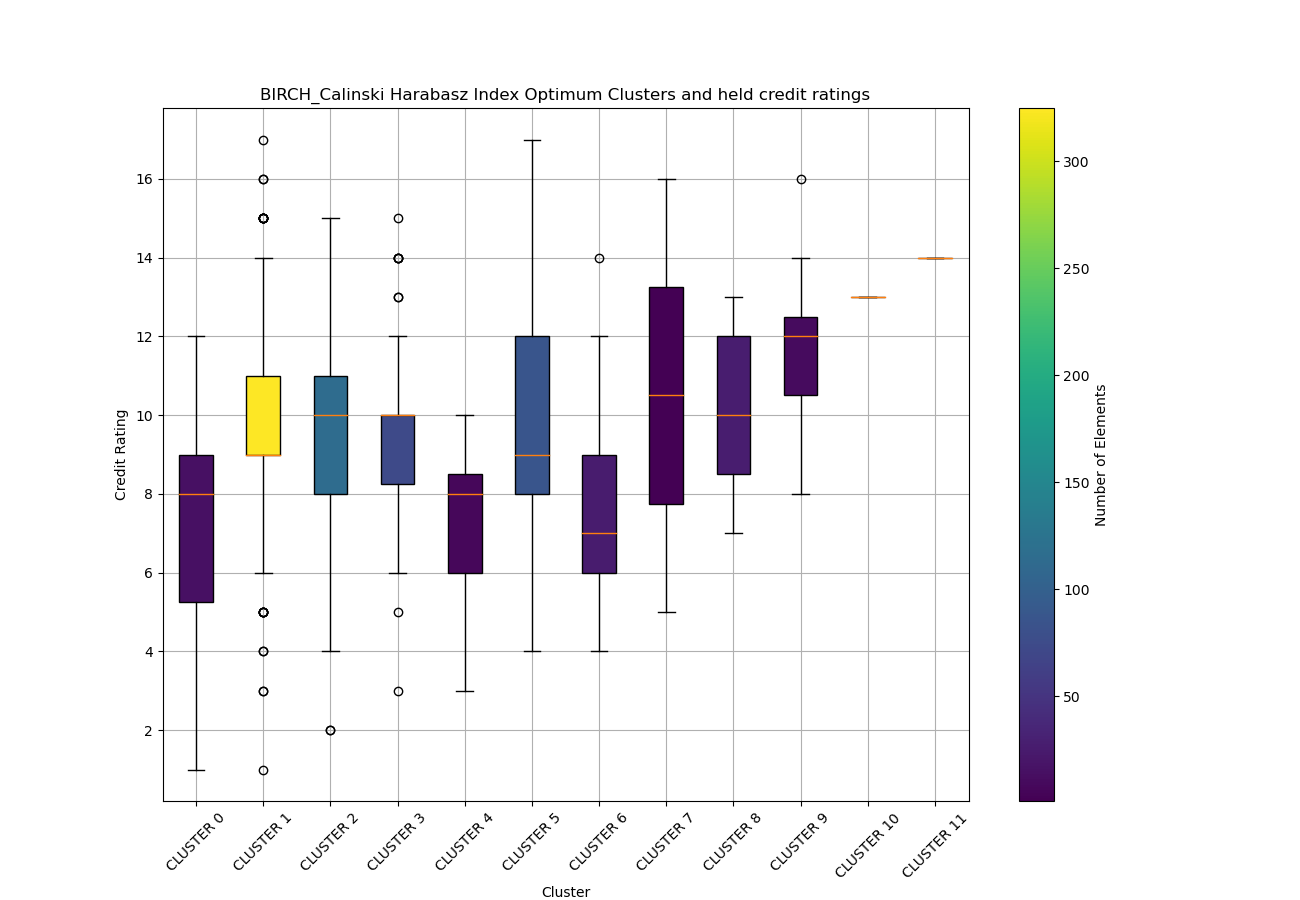 BIRCH_Calinski Harabasz Index Optimum Clusters and held credit ratings
16
14
12
10
8
6
4
2
Credit Rating
CLUSTER 0
CLUSTER 1
CLUSTER 2
CLUSTER 3
CLUSTER 4
CLUSTER 5
CLUSTER 6
CLUSTER 7
CLUSTER 8
CLUSTER 9
CLUSTER 10
CLUSTER 11
Cluster
300
250
200
150
100
50
Number of Elements